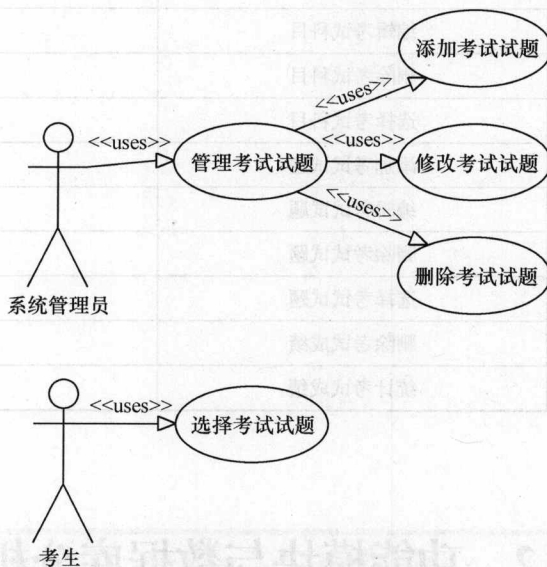 添加考试试题
<<uses>>
<<uses>>
<<uses>>
管理考试试题
修改考试试题
<<uses>>
删除考试试题
系统管理员
<<uses>>
选择考试试题
考生